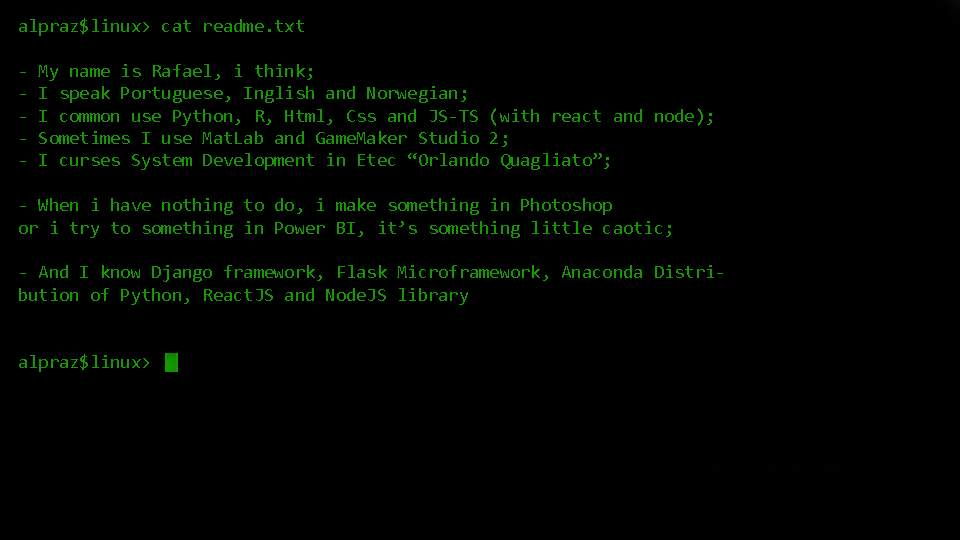 alpraz$linux> cat readme.txt
- My name is Rafael, i think;
- I speak Portuguese, Inglish and Norwegian;
- I common use Python, R, Html, Css and JS-TS (with react and node);
- Sometimes I use MatLab and GameMaker Studio 2;
- I curses System Development in Etec “Orlando Quagliato”;
- When i have nothing to do, i make something in Photoshop
or i try to something in Power BI, it’s something little caotic;
- And I know Django framework, Flask Microframework, Anaconda Distri-
bution of Python, ReactJS and NodeJS library
alpraz$linux>